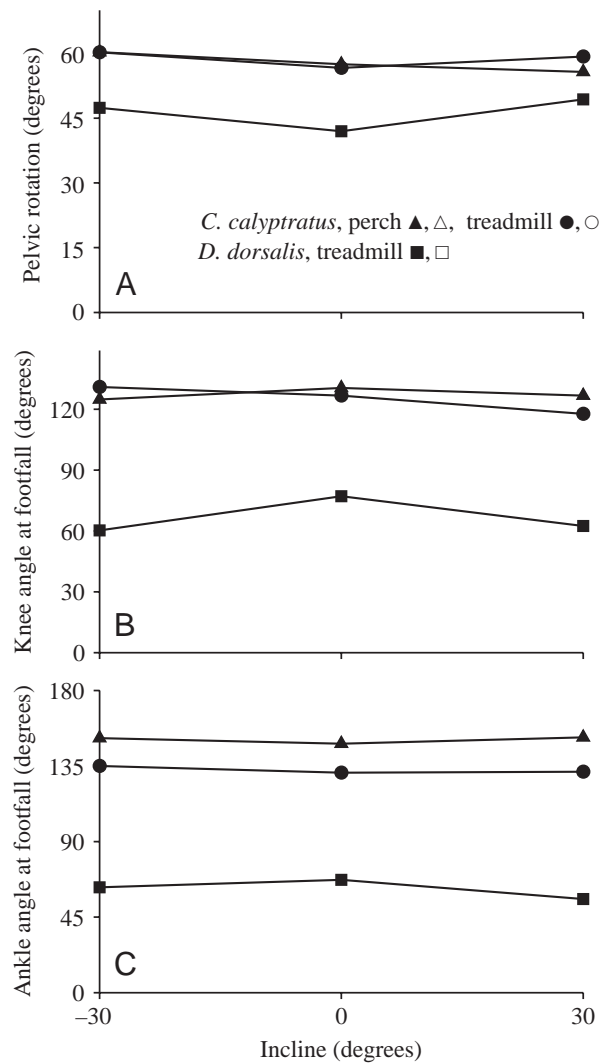 60
45
30
15
0
Pelvic rotation (degrees)
C. calyptratus, perch ▲, △, treadmill ●, ○
D. dorsalis, treadmill ■, □
A
120
90
60
30
0
Knee angle at footfall (degrees)
B
180
135
90
45
0
Ankle angle at footfall (degrees)
C
–30 0 30
Incline (degrees)